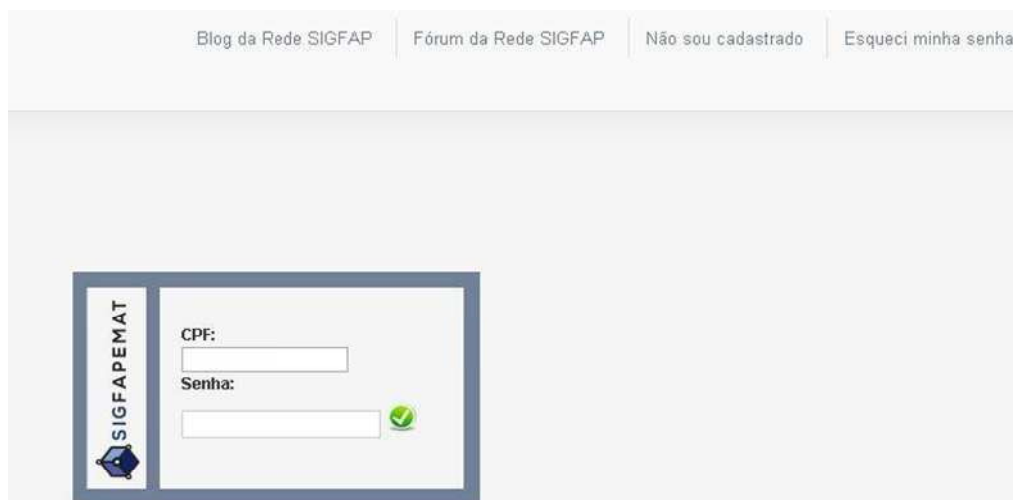 Blog da Rede SIGFAP
Fórum da Rede SIGFAP
Não sou cadastrado
Esqueci minha senha
SIGFAPEMAT
CPF:
Senha: